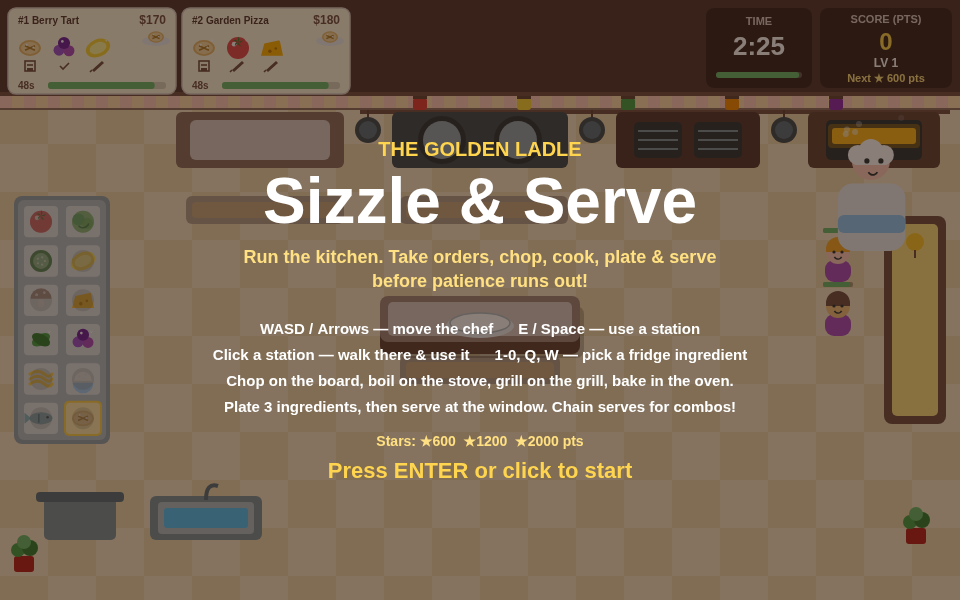 #1 Berry Tart $170
48s
#2 Garden Pizza $180
48s
TIME
2:25
SCORE (PTS)
0
LV 1
Next ★ 600 pts
THE GOLDEN LADLE
Sizzle & Serve
Run the kitchen. Take orders, chop, cook, plate & serve
before patience runs out!
WASD / Arrows — move the chef E / Space — use a station
Click a station — walk there & use it 1-0, Q, W — pick a fridge ingredient
Chop on the board, boil on the stove, grill on the grill, bake in the oven.
Plate 3 ingredients, then serve at the window. Chain serves for combos!
Stars: ★600 ★1200 ★2000 pts
Press ENTER or click to start